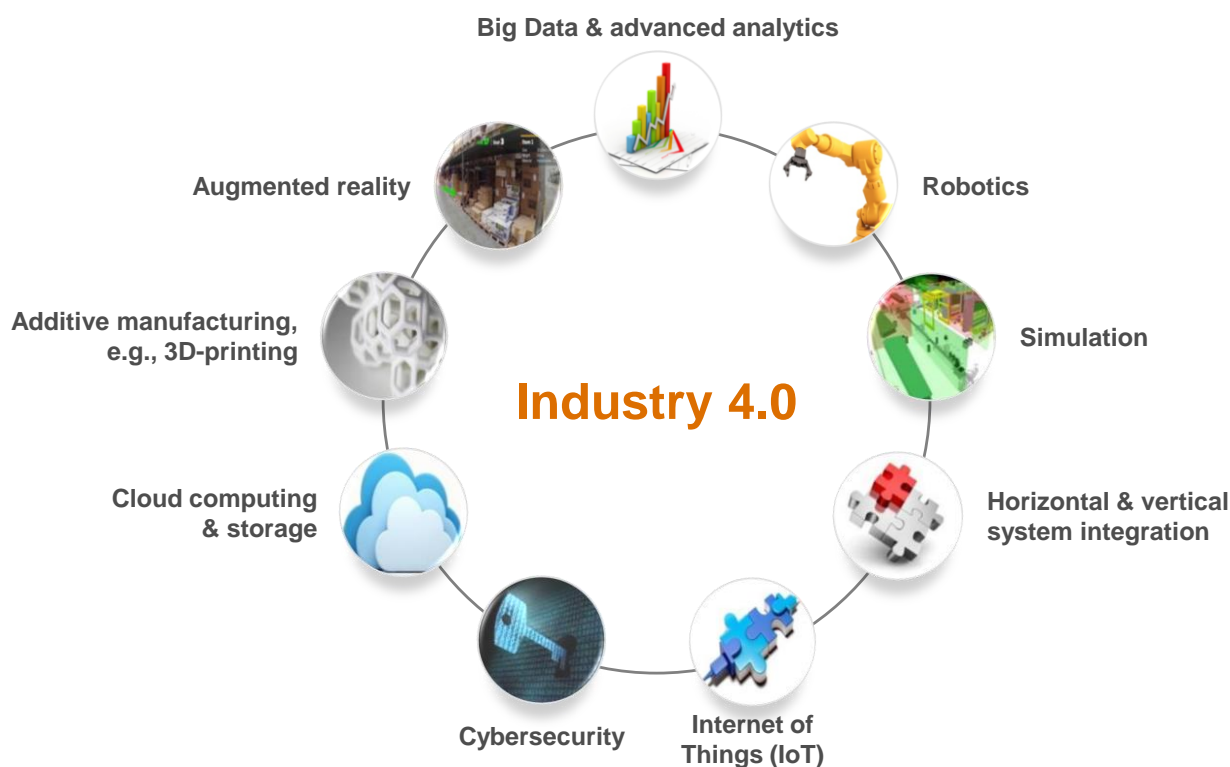 Big Data & advanced analytics
Augmented reality
Robotics
Additive manufacturing,
e.g., 3D-printing
Simulation
Industry 4.0
Cloud computing
& storage
Horizontal & vertical
system integration
Cybersecurity
Internet of
Things (IoT)